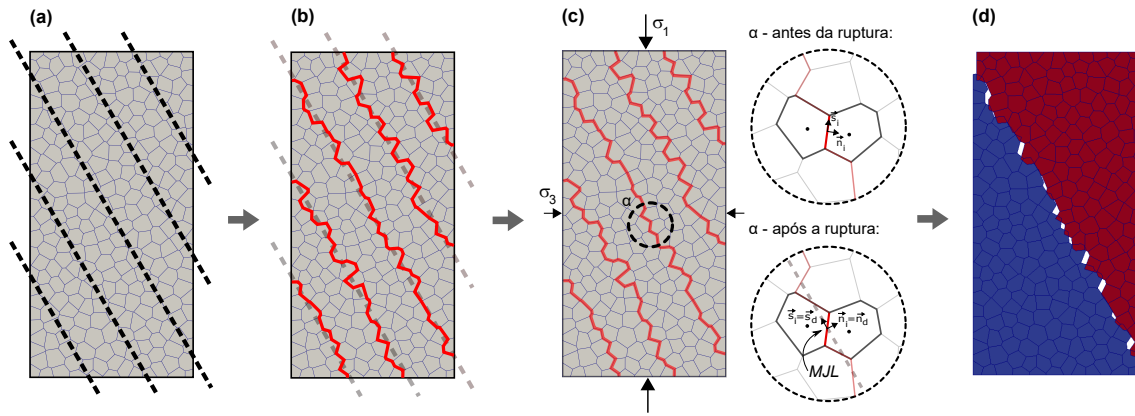 (a)
(b)
(c)
(d)
σ1
σ3
α
α - antes da ruptura:
s⃗i
n⃗i
α - após a ruptura:
s⃗i=s⃗d
n⃗i=n⃗d
MJL